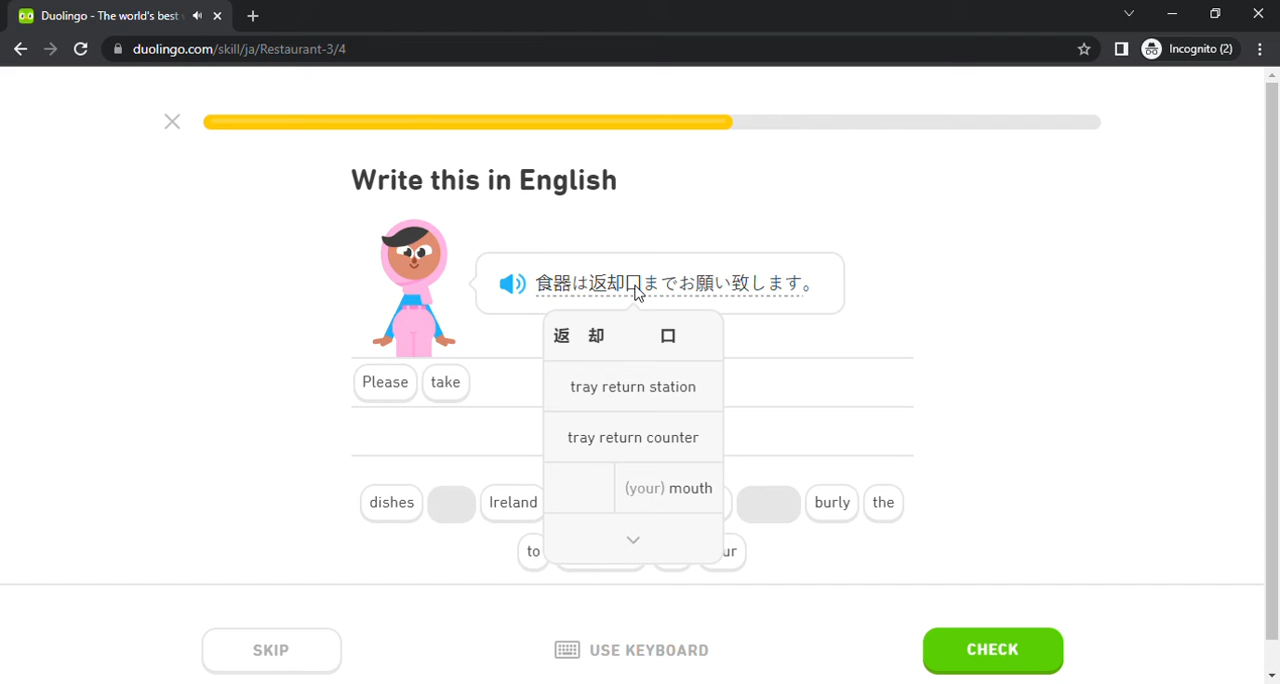 Duolingo - The world's best
duolingo.com/skill/ja/Restaurant-3/4
Incognito (2)
Write this in English
食器は返却口までお願い致します。
返 却 口
tray return station
tray return counter
(your) mouth
Please take
dishes Ireland burly the
to ur
SKIP
USE KEYBOARD
CHECK